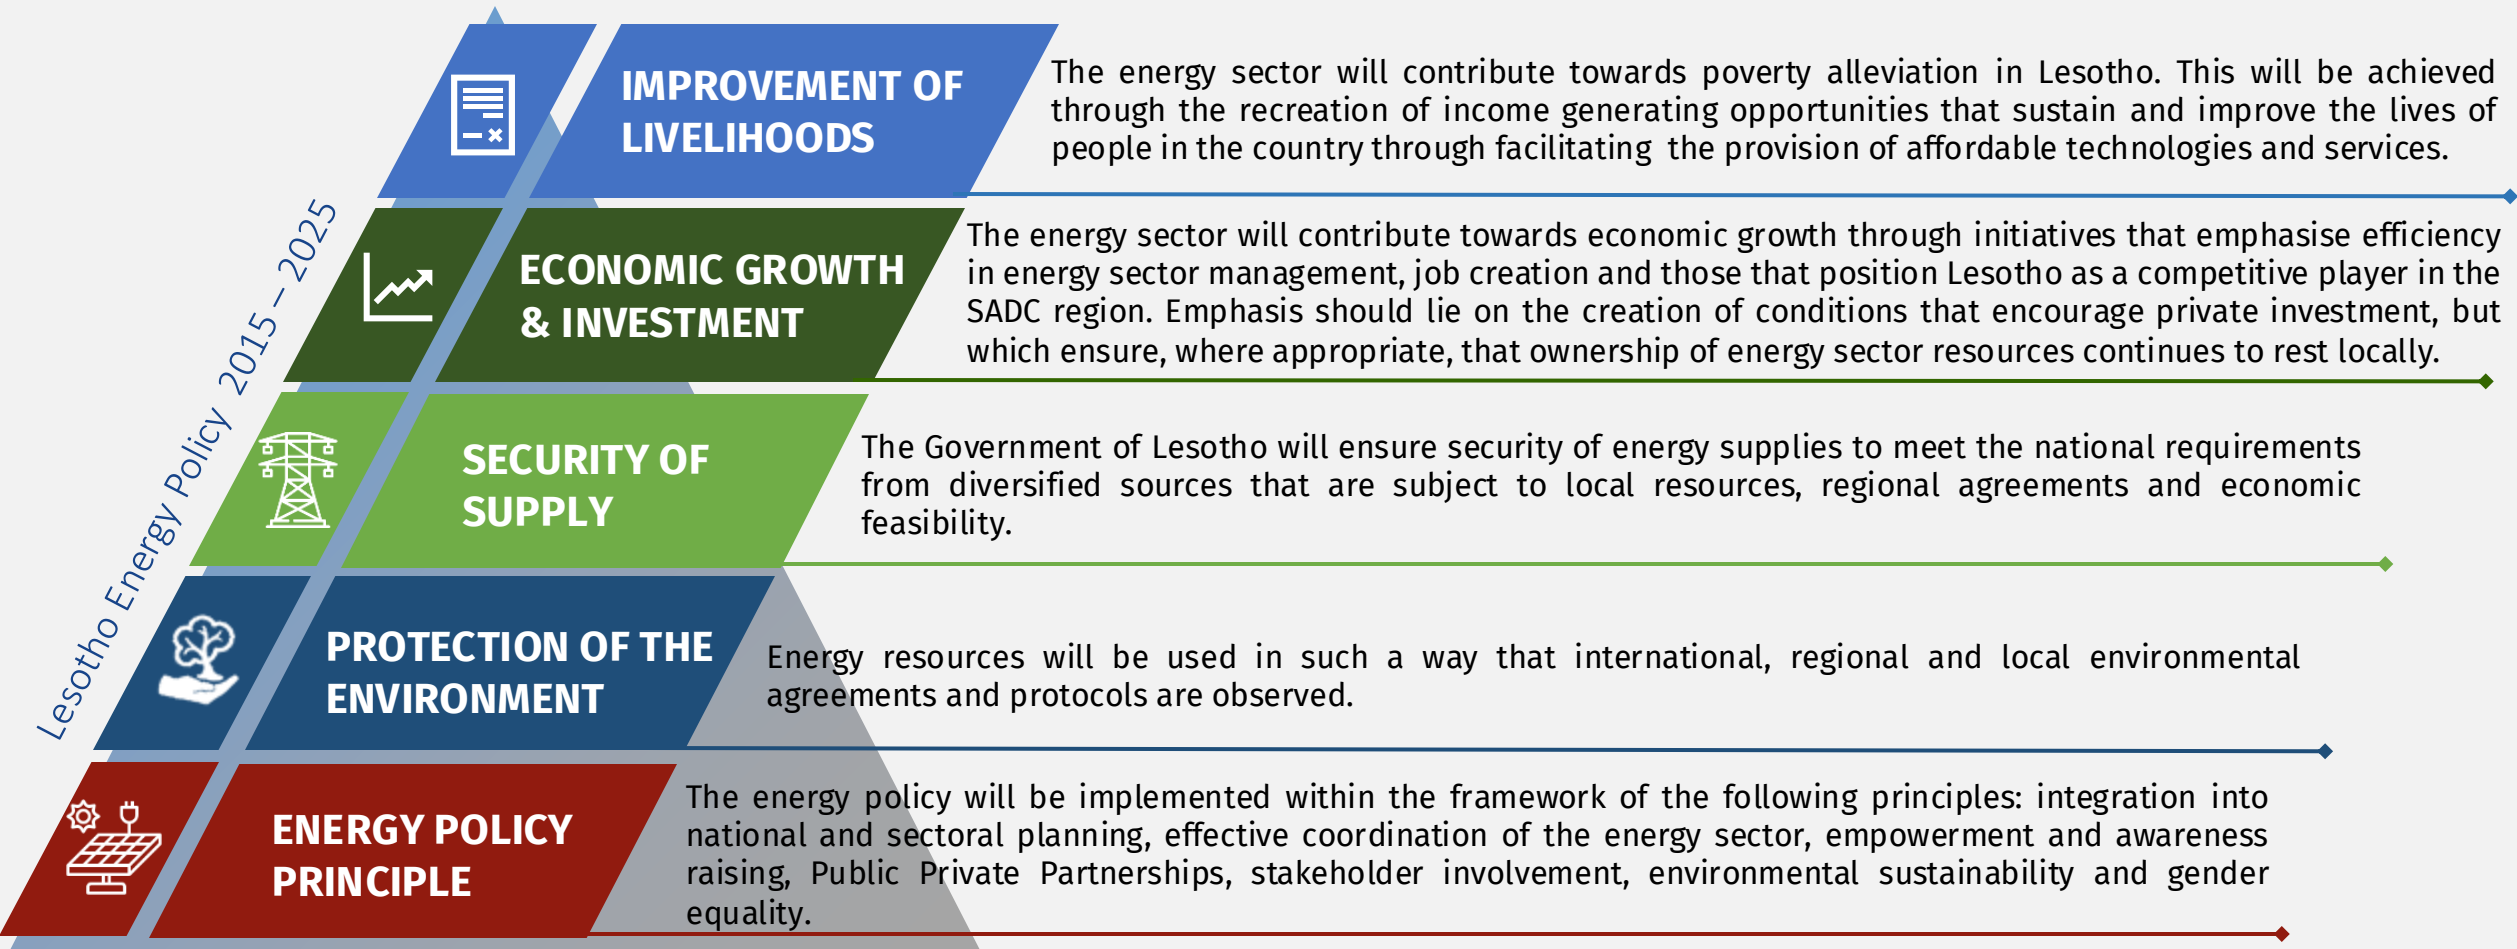 Lesotho Energy Policy 2015 – 2025
IMPROVEMENT OF
LIVELIHOODS
The energy sector will contribute towards poverty alleviation in Lesotho. This will be achieved
through the recreation of income generating opportunities that sustain and improve the lives of
people in the country through facilitating the provision of affordable technologies and services.
ECONOMIC GROWTH
& INVESTMENT
The energy sector will contribute towards economic growth through initiatives that emphasise efficiency
in energy sector management, job creation and those that position Lesotho as a competitive player in the
SADC region. Emphasis should lie on the creation of conditions that encourage private investment, but
which ensure, where appropriate, that ownership of energy sector resources continues to rest locally.
SECURITY OF
SUPPLY
The Government of Lesotho will ensure security of energy supplies to meet the national requirements
from diversified sources that are subject to local resources, regional agreements and economic
feasibility.
PROTECTION OF THE
ENVIRONMENT
Energy resources will be used in such a way that international, regional and local environmental
agreements and protocols are observed.
ENERGY POLICY
PRINCIPLE
The energy policy will be implemented within the framework of the following principles: integration into
national and sectoral planning, effective coordination of the energy sector, empowerment and awareness
raising, Public Private Partnerships, stakeholder involvement, environmental sustainability and gender
equality.